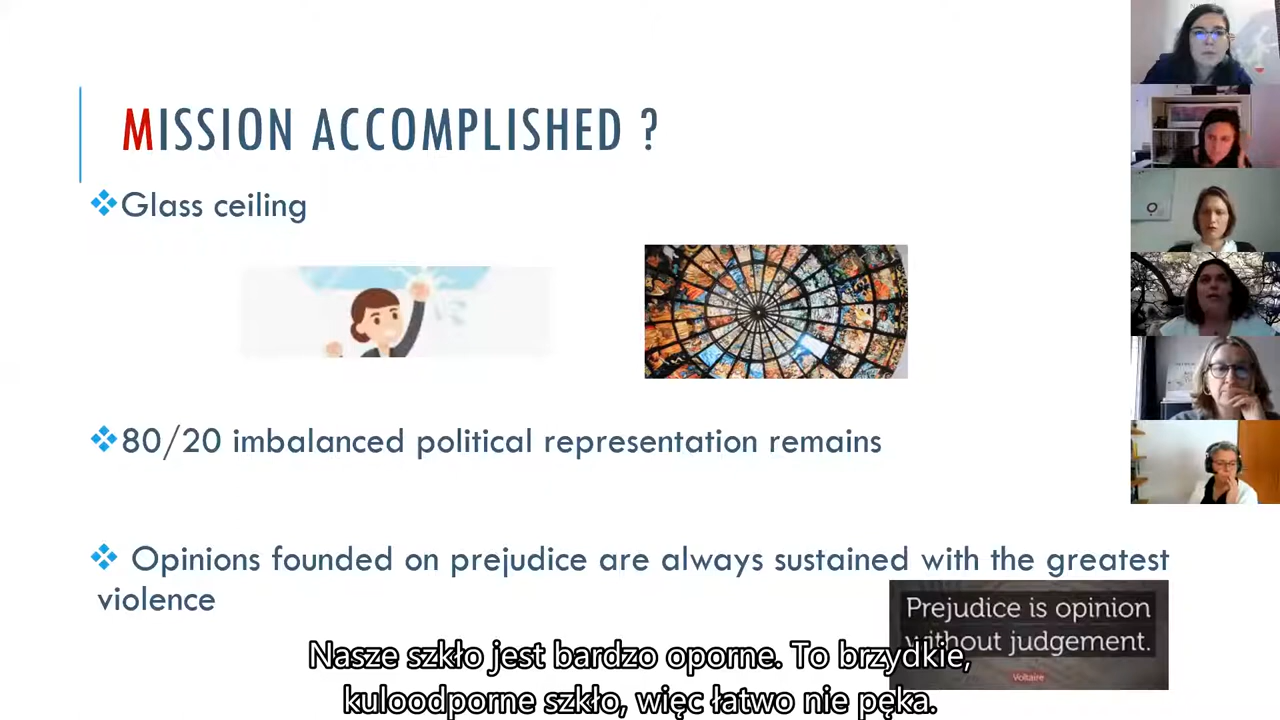 MISSION ACCOMPLISHED ?
Glass ceiling
80/20 imbalanced political representation remains
Opinions founded on prejudice are always sustained with the greatest
violence
Prejudice is opinion
without judgement.
Voltaire
Nasze szkło jest bardzo oporne. To brzydkie,
kuloodporne szkło, więc łatwo nie pęka.